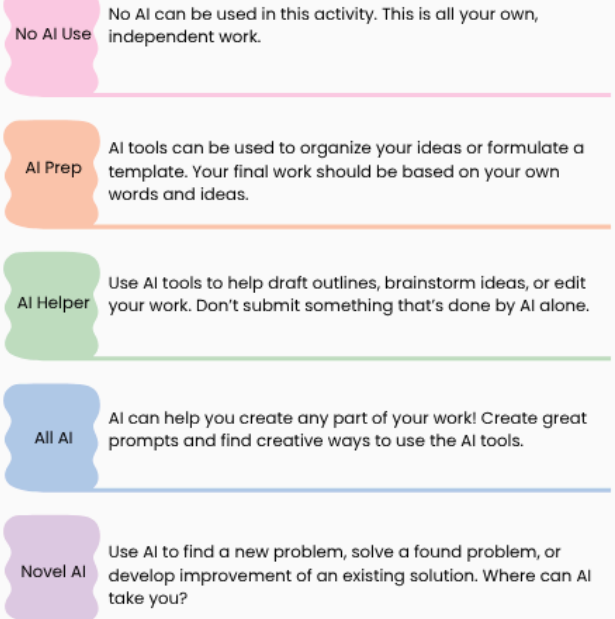 No AI Use
No AI can be used in this activity. This is all your own,
independent work.
AI Prep
AI tools can be used to organize your ideas or formulate a
template. Your final work should be based on your own
words and ideas.
AI Helper
Use AI tools to help draft outlines, brainstorm ideas, or edit
your work. Don't submit something that's done by AI alone.
All AI
AI can help you create any part of your work! Create great
prompts and find creative ways to use the AI tools.
Novel AI
Use AI to find a new problem, solve a found problem, or
develop improvement of an existing solution. Where can AI
take you?